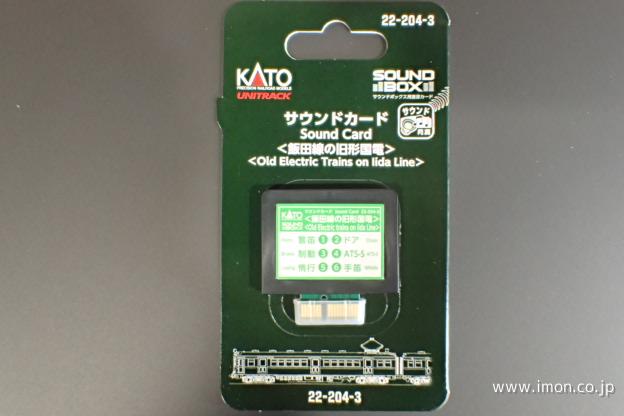 22-204-3
KATO
PRECISION RAILROAD MODELS
UNITRACK
SOUND BOX
サウンドボックス用音源カード
サウンドカード
Sound Card
＜飯田線の旧形国電＞
<Old Electric Trains on Iida Line>
サウンド
KATO
サウンドカード Sound Card 22-204-3
＜飯田線の旧形国電＞
<Old Electric trains on Iida Line>
警笛 1 2 ドア
制動 3 4 ATS-S
惰行 5 6 手笛
22-204-3
www.imon.co.jp